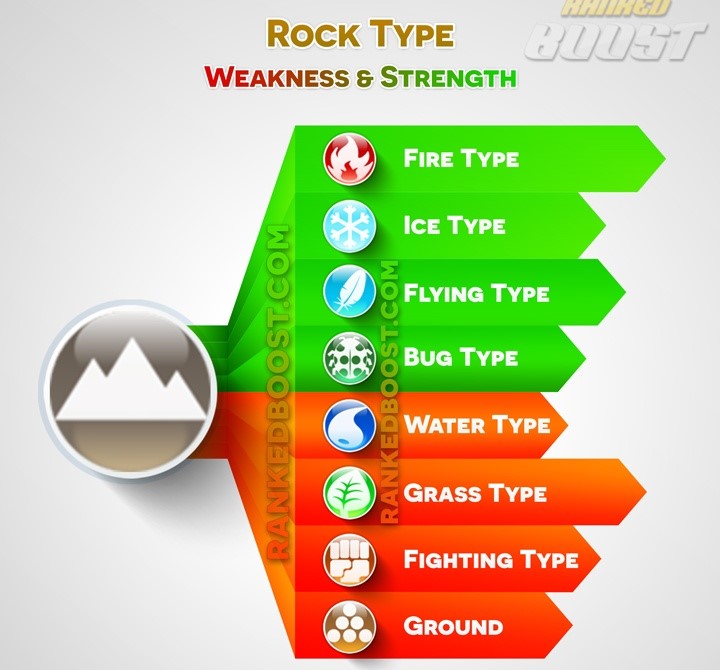 RANKED
BOOST
ROCK TYPE
WEAKNESS & STRENGTH
FIRE TYPE
ICE TYPE
FLYING TYPE
BUG TYPE
WATER TYPE
GRASS TYPE
FIGHTING TYPE
GROUND
RANKEDBOOST.COM
RANKEDBOOST.COM